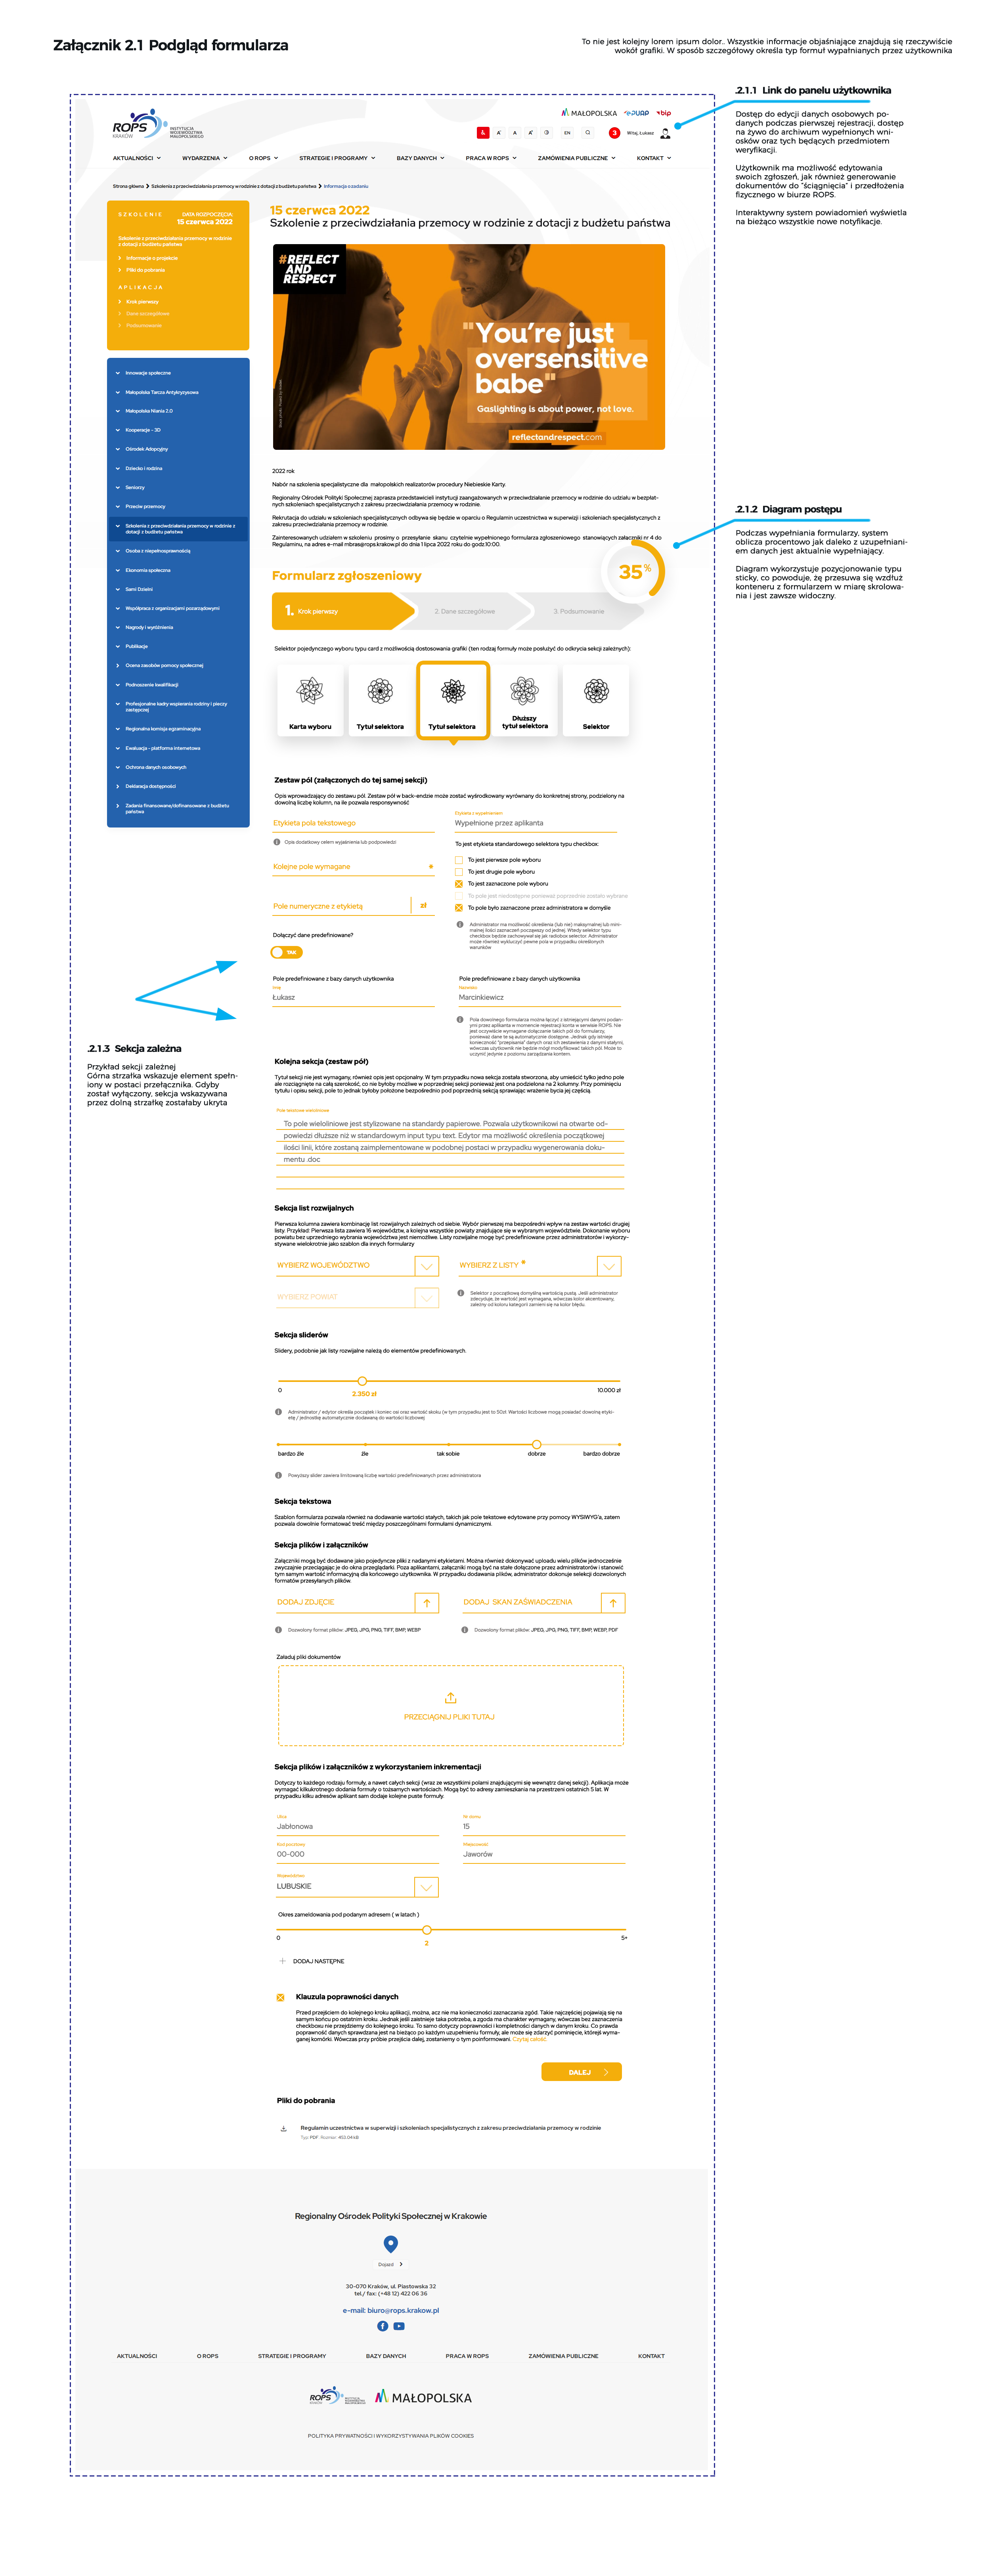 Załącznik 2.1 Podgląd formularza
To nie jest kolejny lorem ipsum dolor.. Wszystkie informacje objaśniające znajdują się rzeczywiście
wokół grafiki. W sposób szczegółowy określa typ formuł wypałnianych przez użytkownika
.2.1.1 Link do panelu użytkownika
Dostęp do edycji danych osobowych po-
danych podczas pierwszej rejestracji, dostęp
na żywo do archiwum wypełnionych wni-
osków oraz tych będących przedmiotem
weryfikacji.
Użytkownik ma możliwość edytowania
swoich zgłoszeń, jak również generowanie
dokumentów do "ściągnięcia" i przedłożenia
fizycznego w biurze ROPS.
Interaktywny system powiadomień wyświetla
na bieżąco wszystkie nowe notyfikacje.
ROPS
KRAKÓW
INSTYTUCJA
WOJEWÓDZTWA
MAŁOPOLSKIEGO
MAŁOPOLSKA
ePUAP
bip
A
A
A
EN
3
Witaj, Łukasz
AKTUALNOŚCI
WYDARZENIA
O ROPS
STRATEGIE I PROGRAMY
BAZY DANYCH
PRACA W ROPS
ZAMÓWIENIA PUBLICZNE
KONTAKT
Strona główna > Szkolenia z przeciwdziałania przemocy w rodzinie z dotacji z budżetu państwa > Informacja o zadaniu
SZKOLENIE
DATA ROZPOCZĘCIA:
15 czerwca 2022
Szkolenie z przeciwdziałania przemocy w rodzinie
z dotacji z budżetu państwa
Informacje o projekcie
Pliki do pobrania
APLIKACJA
Krok pierwszy
Dane szczegółowe
Podsumowanie
Innowacje społeczne
Małopolska Tarcza Antykryzysowa
Małopolska Niania 2.0
Kooperacje - 3D
Ośrodek Adopcyjny
Dziecko i rodzina
Seniorzy
Przeciw przemocy
Szkolenia z przeciwdziałania przemocy w rodzinie z
dotacji z budżetu państwa
Osoba z niepełnosprawnością
Ekonomia społeczna
Sami Dzielni
Współpraca z organizacjami pozarządowymi
Nagrody i wyróżnienia
Publikacje
Ocena zasobów pomocy społecznej
Podnoszenie kwalifikacji
Profesjonalne kadry wspierania rodziny i pieczy
zastępczej
Regionalna komisja egzaminacyjna
Ewaluacja - platforma internetowa
Ochrona danych osobowych
Deklaracja dostępności
Zadania finansowane/dofinansowane z budżetu
państwa
15 czerwca 2022
Szkolenie z przeciwdziałania przemocy w rodzinie z dotacji z budżetu państwa
#REFLECT
AND
RESPECT
"You're just
oversensitive
babe"
Gaslighting is about power, not love.
reflectandrespect.com
2022 rok
Nabór na szkolenia specjalistyczne dla małopolskich realizatorów procedury Niebieskie Karty.
Regionalny Ośrodek Polityki Społecznej zaprasza przedstawicieli instytucji zaangażowanych w przeciwdziałanie przemocy w rodzinie do udziału w bezpłat-
nych szkoleniach specjalistycznych z zakresu przeciwdziałania przemocy w rodzinie.
Rekrutacja do udziału w szkoleniach specjalistycznych odbywa się będzie w oparciu o Regulamin uczestnictwa w superwizji i szkoleniach specjalistycznych z
zakresu przeciwdziałania przemocy w rodzinie.
Zainteresowanych udziałem w szkoleniu prosimy o przesyłanie skanu czytelnie wypełnionego formularza zgłoszeniowego stanowiących załączniki nr 4 do
Regulaminu, na adres e-mail mbras@rops.krakow.pl do dnia 1 lipca 2022 roku do godz.10:00.
.2.1.2 Diagram postępu
Podczas wypełniania formularzy, system
oblicza procentowo jak daleko z uzupełniani-
em danych jest aktualnie wypełniający.
Diagram wykorzystuje pozycjonowanie typu
sticky, co powoduje, żę przesuwa się wzdłuż
konteneru z formularzem w miarę skrolowa-
nia i jest zawsze widoczny.
35%
Formularz zgłoszeniowy
1. Krok pierwszy
2. Dane szczegółowe
3. Podsumowanie
Selektor pojedynczego wyboru typu card z możliwością dostosowania grafiki (ten rodzaj formuły może posłużyć do odkrycia sekcji zależnych):
Karta wyboru
Tytuł selektora
Tytuł selektora
Dłuższy
tytuł selektora
Selektor
Zestaw pól (załączonych do tej samej sekcji)
Opis wprowadzający do zestawu pól. Zestaw pól w back-endzie może zostać wyśrodkowany wyrównany do konkretnej strony, podzielony na
dowolną liczbę kolumn, na ile pozwala responsywność
Etykieta pola tekstowego
Opis dodatkowy celem wyjaśnienia lub podpowiedzi
Kolejne pole wymagane *
Pole numeryczne z etykietą
zł
Dołączyć dane predefiniowane?
TAK
Etykieta z wypełnieniem
Wypełnione przez aplikanta
To jest etykieta standardowego selektora typu checkbox:
To jest pierwsze pole wyboru
To jest drugie pole wyboru
To jest zaznaczone pole wyboru
To pole jest niedostępne ponieważ poprzednie zostały wybrane
To pole było zaznaczone przez administratora w domyśle
Administrator ma możliwość określenia (lub nie) maksymalnej lub mini-
malnej ilości zaznaczeń począwszy od jednej. Wtedy selektor typu
checkbox będzie zachowywał się jak radiobox selector. Administrator
może również wykluczyć pewne pola w przypadku określonych
warunków
Pole predefiniowane z bazy danych użytkownika
Imię
Łukasz
Pole predefiniowane z bazy danych użytkownika
Nazwisko
Marcinkiewicz
Pola dowolnego formularza można łączyć z istniejącymi danymi podan-
ymi przez aplikanta w momencie rejestracji konta w serwisie ROPS. Nie
jest oczywiście wymagane dołączanie takich pól do formularzy,
ponieważ dane te są automatycznie dostępne. Jednak gdy istnieje
konieczność "przepisania" danych oraz ich zestawienia z danymi stałymi,
wówczas użytkownik nie będzie mógł modyfikować takich pól. Może to
uczynić jedynie z poziomu zarządzania kontem.
.2.1.3 Sekcja zależna
Przykład sekcji zależnej
Górna strzałka wskazuje element spełn-
iony w postaci przełącznika. Gdyby
został wyłączony, sekcja wskazywana
przez dolną strzałkę zostałaby ukryta
Kolejna sekcja (zestaw pól)
Tytuł sekcji nie jest wymagany, również opis jest opcjonalny. W tym przypadku nowa sekcja została stworzona, aby umieścić tylko jedno pole
ale rozciągnięte na całą szerokość, co nie byłoby możliwe w poprzedniej sekcji ponieważ jest ona podzielona na 2 kolumny. Przy pominięciu
tytułu i opisu sekcji, pole to jednak byłoby położone bezpośrednio pod poprzednią sekcją sprawiając wrażenie bycia jej częścią.
Pole tekstowe wieloliniowe
To pole wieloliniowe jest stylizowane na standardy papierowe. Pozwala użytkownikowi na otwarte od-
powiedzi dłuższe niż w standardowym input typu text. Edytor ma możliwość określenia początkowej
ilości linii, które zostaną zaimplementowane w podobnej postaci w przypadku wygenerowania doku-
mentu .doc
Sekcja list rozwijalnych
Pierwsza kolumna zawiera kombinację list rozwijalnych zależnych od siebie. Wybór pierwszej ma bezpośredni wpływ na zestaw wartości drugiej
listy. Przykład: Pierwsza lista zawiera 16 województw, a kolejna wszystkie powiaty znajdujące się w wybranym województwie. Dokonanie wyboru
powiatu bez uprzedniego wybrania województwa jest niemożliwe. Listy rozwijalne mogą być predefiniowane przez administratorów i wykorzy-
stywane wielokrotnie jako szablon dla innych formularzy
WYBIERZ WOJEWÓDZTWO
WYBIERZ Z LISTY *
WYBIERZ POWIAT
Selektor z początkową domyślną wartością pustą. Jeśli administrator
zdecyduje, że wartość jest wymagana, wówczas kolor akcentowany,
zależny od koloru kategorii zamieni się na kolor błędu.
Sekcja sliderów
Slidery, podobnie jak listy rozwijalne należą do elementów predefiniowanych.
0
2.350 zł
10.000 zł
Administrator / edytor określa początek i koniec osi oraz wartość skoku (w tym przypadku jest to 50zł. Wartości liczbowe mogą posiadać dowolną etyki-
etę / jednostkę automatycznie dodawaną do wartości liczbowej
bardzo źle
źle
tak sobie
dobrze
bardzo dobrze
Powyższy slider zawiera limitowaną liczbę wartości predefiniowanych przez administratora
Sekcja tekstowa
Szablon formularza pozwala również na dodawanie wartości stałych, takich jak pole tekstowe edytowane przy pomocy WYSIWYG'a, zatem
pozwala dowolnie formatować treść między poszczególnymi formułami dynamicznymi.
Sekcja plików i załączników
Załączniki mogą być dodawane jako pojedyncze pliki z nadanymi etykietami. Można również dokonywać uploadu wielu plików jednocześnie
zwyczajnie przeciągając je do okna przeglądarki. Poza aplikantami, załączniki mogą być na stałe dołączone przez administratorów i stanowić
tym samym wartość informacyjną dla końcowego użytkownika. W przypadku dodawania plików, administrator dokonuje selekcji dozwolonych
formatów przesyłanych plików.
DODAJ ZDJĘCIE
DODAJ SKAN ZAŚWIADCZENIA
Dozwolony format plików: JPEG, JPG, PNG, TIFF, BMP, WEBP
Dozwolony format plików: JPEG, JPG, PNG, TIFF, BMP, WEBP, PDF
Załaduj pliki dokumentów
PRZECIĄGNIJ PLIKI TUTAJ
Sekcja plików i załączników z wykorzystaniem inkrementacji
Dotyczy to każdego rodzaju formuły, a nawet całych sekcji (wraz ze wszystkimi polami znajdującymi się wewnątrz danej sekcji). Aplikacja może
wymagać kilkukrotnego dodania formuły o tożsamych wartościach. Mogą być to adresy zamieszkania na przestrzeni ostatnich 5 lat. W
przypadku kilku adresów aplikant sam dodaje kolejne puste formuły.
Ulica
Jabłonowa
Nr domu
15
Kod pocztowy
00-000
Miejscowość
Jaworów
Województwo
LUBUSKIE
Okres zameldowania pod podanym adresem ( w latach )
0
2
5+
DODAJ NASTĘPNE
Klauzula poprawności danych
Przed przejściem do kolejnego kroku aplikacji, można, acz nie ma konieczności zaznaczania zgód. Takie najczęściej pojawiają się na
samym końcu po ostatnim kroku. Jednak jeśli zaistnieje taka potrzeba, a zgoda ma charakter wymagany, wówczas bez zaznaczenia
checkboxu nie przejdziemy do kolejnego kroku. To samo dotyczy poprawności i kompletności danych w danym kroku. Co prawda
poprawność danych sprawdzana jest na bieżąco po każdym uzupełnieniu formuły, ale może się zdarzyć pominięcie, którejś wyma-
ganej komórki. Wówczas przy próbie przejścia dalej, zostaniemy o tym poinformowani. Czytaj całość
DALEJ
Pliki do pobrania
Regulamin uczestnictwa w superwizji i szkoleniach specjalistycznych z zakresu przeciwdziałania przemocy w rodzinie
Typ: PDF Rozmiar: 453.04 kB
Regionalny Ośrodek Polityki Społecznej w Krakowie
Dojazd
30-070 Kraków, ul. Piastowska 32
tel./ fax: (+48 12) 422 06 36
e-mail: biuro@rops.krakow.pl
AKTUALNOŚCI
O ROPS
STRATEGIE I PROGRAMY
BAZY DANYCH
PRACA W ROPS
ZAMÓWIENIA PUBLICZNE
KONTAKT
ROPS
KRAKÓW
INSTYTUCJA
WOJEWÓDZTWA
MAŁOPOLSKIEGO
MAŁOPOLSKA
POLITYKA PRYWATNOŚCI I WYKORZYSTYWANIA PLIKÓW COOKIES